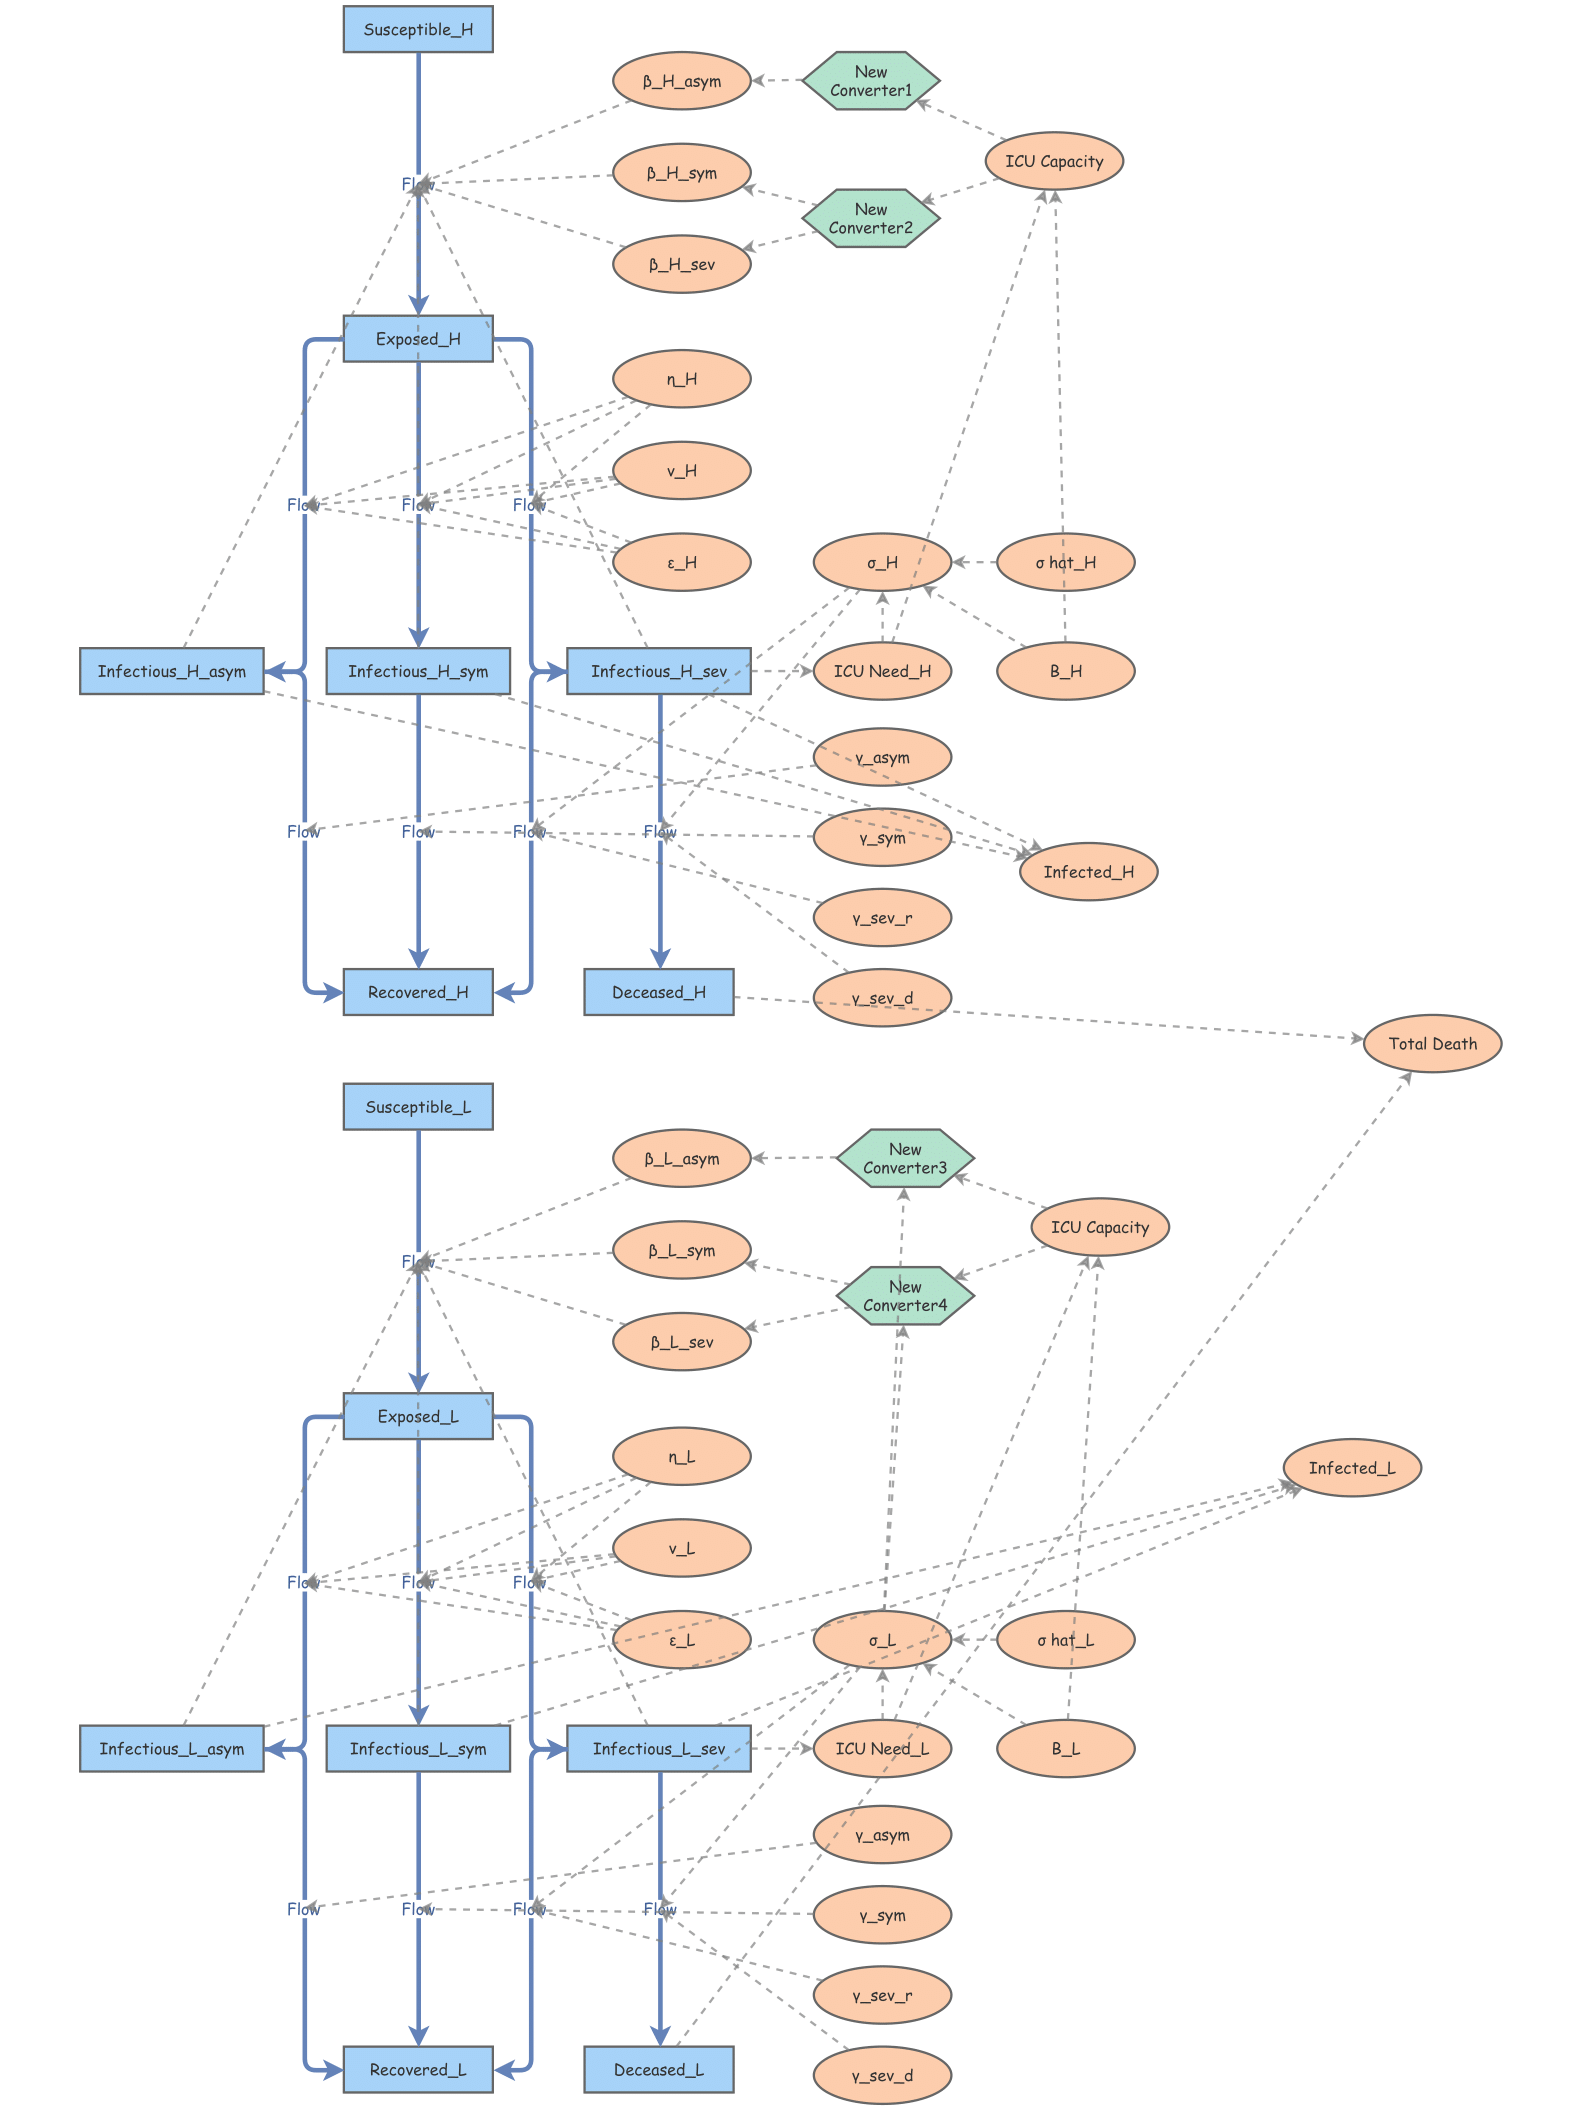 Susceptible_H
β_H_asym
New
Converter1
ICU Capacity
β_H_sym
Flow
New
Converter2
β_H_sev
Exposed_H
η_H
ν_H
Flow
Flow
Flow
ε_H
σ_H
σ hat_H
Infectious_H_asym
Infectious_H_sym
Infectious_H_sev
ICU Need_H
B_H
γ_asym
Flow
Flow
Flow
Flow
γ_sym
Infected_H
γ_sev_r
Recovered_H
Deceased_H
γ_sev_d
Total Death
Susceptible_L
β_L_asym
New
Converter3
ICU Capacity
β_L_sym
Flow
New
Converter4
β_L_sev
Exposed_L
η_L
Infected_L
ν_L
Flow
Flow
Flow
ε_L
σ_L
σ hat_L
Infectious_L_asym
Infectious_L_sym
Infectious_L_sev
ICU Need_L
B_L
γ_asym
Flow
Flow
Flow
Flow
γ_sym
γ_sev_r
Recovered_L
Deceased_L
γ_sev_d